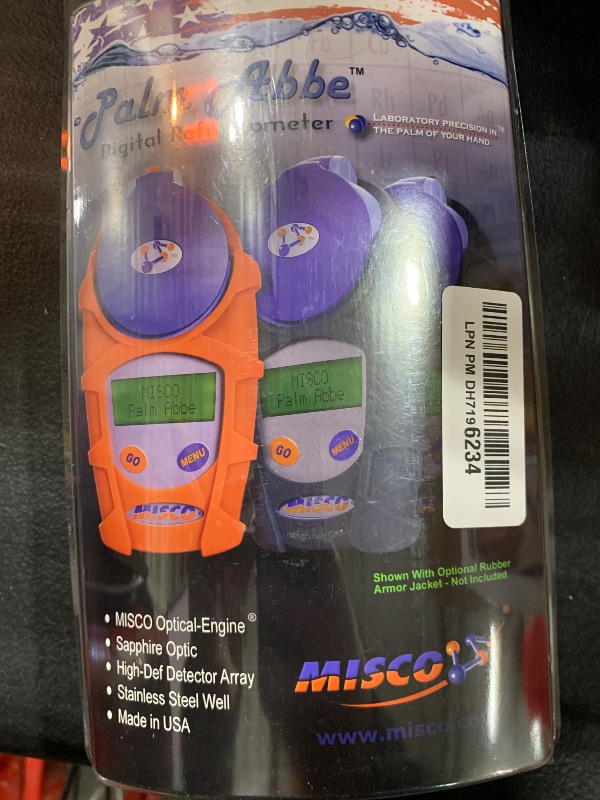 Palm Abbe™
Digital Refractometer
LABORATORY PRECISION IN
THE PALM OF YOUR HAND
Rh
Pd
MISCO
Palm Abbe
GO
MENU
MISCO
MISCO
Palm Abbe
GO
MENU
MISCO
LPN PM DH7196234
Shown With Optional Rubber
Armor Jacket - Not Included
• MISCO Optical-Engine®
• Sapphire Optic
• High-Def Detector Array
• Stainless Steel Well
• Made in USA
MISCO®
www.misco.co